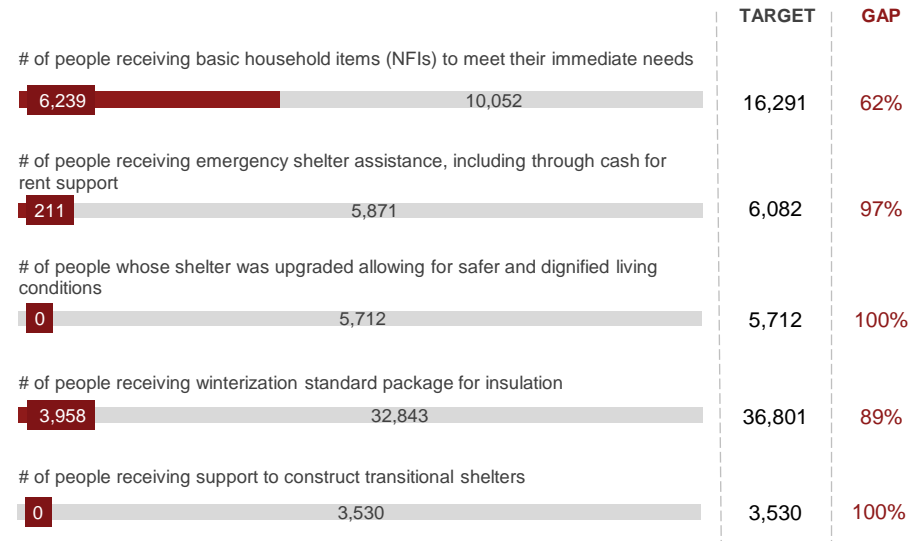 TARGET GAP
# of people receiving basic household items (NFIs) to meet their immediate needs
6,239 10,052 16,291 62%
# of people receiving emergency shelter assistance, including through cash for
rent support
211 5,871 6,082 97%
# of people whose shelter was upgraded allowing for safer and dignified living
conditions
0 5,712 5,712 100%
# of people receiving winterization standard package for insulation
3,958 32,843 36,801 89%
# of people receiving support to construct transitional shelters
0 3,530 3,530 100%